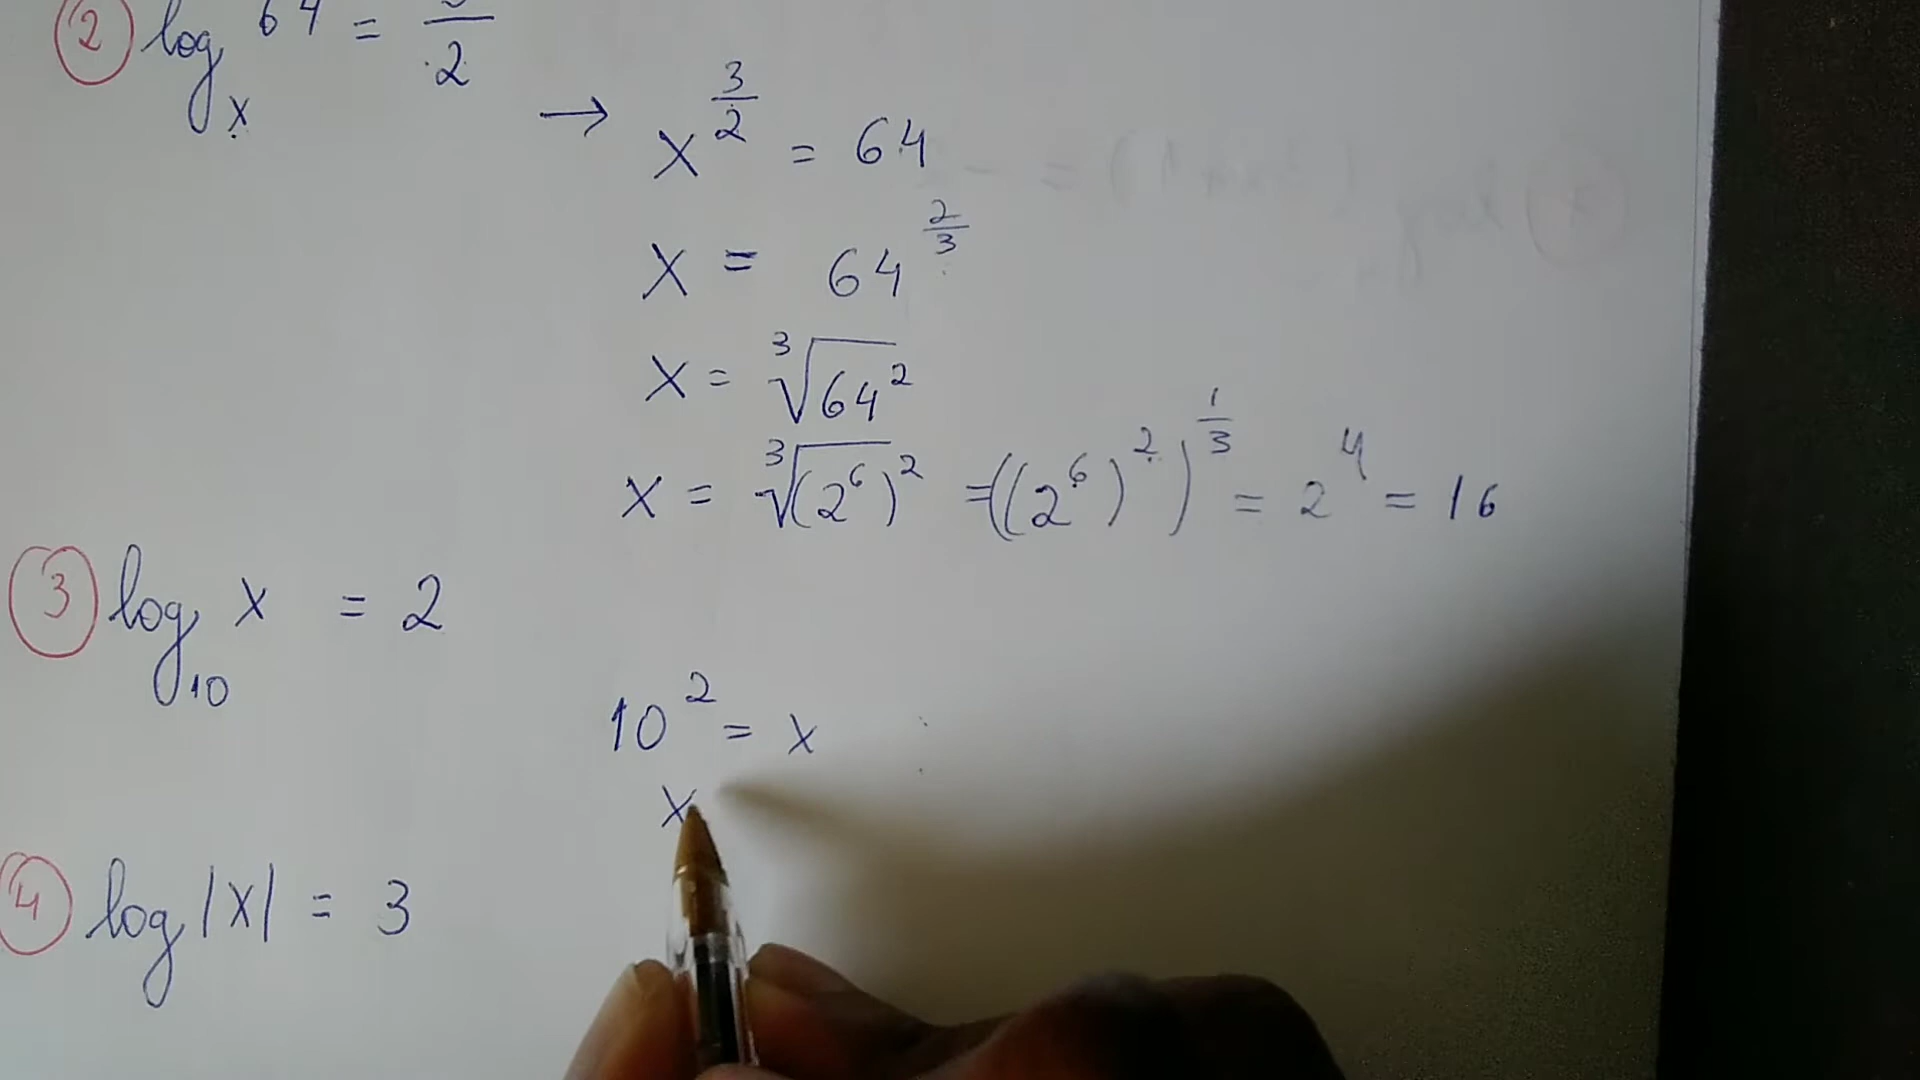 ② log_x 64 = 3/2
→ x^(3/2) = 64
x = 64^(2/3)
x = ∛(64²)
x = ∛((2⁶)²) = ((2⁶)²)^(1/3) = 2⁴ = 16
③ log₁₀ x = 2
10² = x
x
④ log |x| = 3